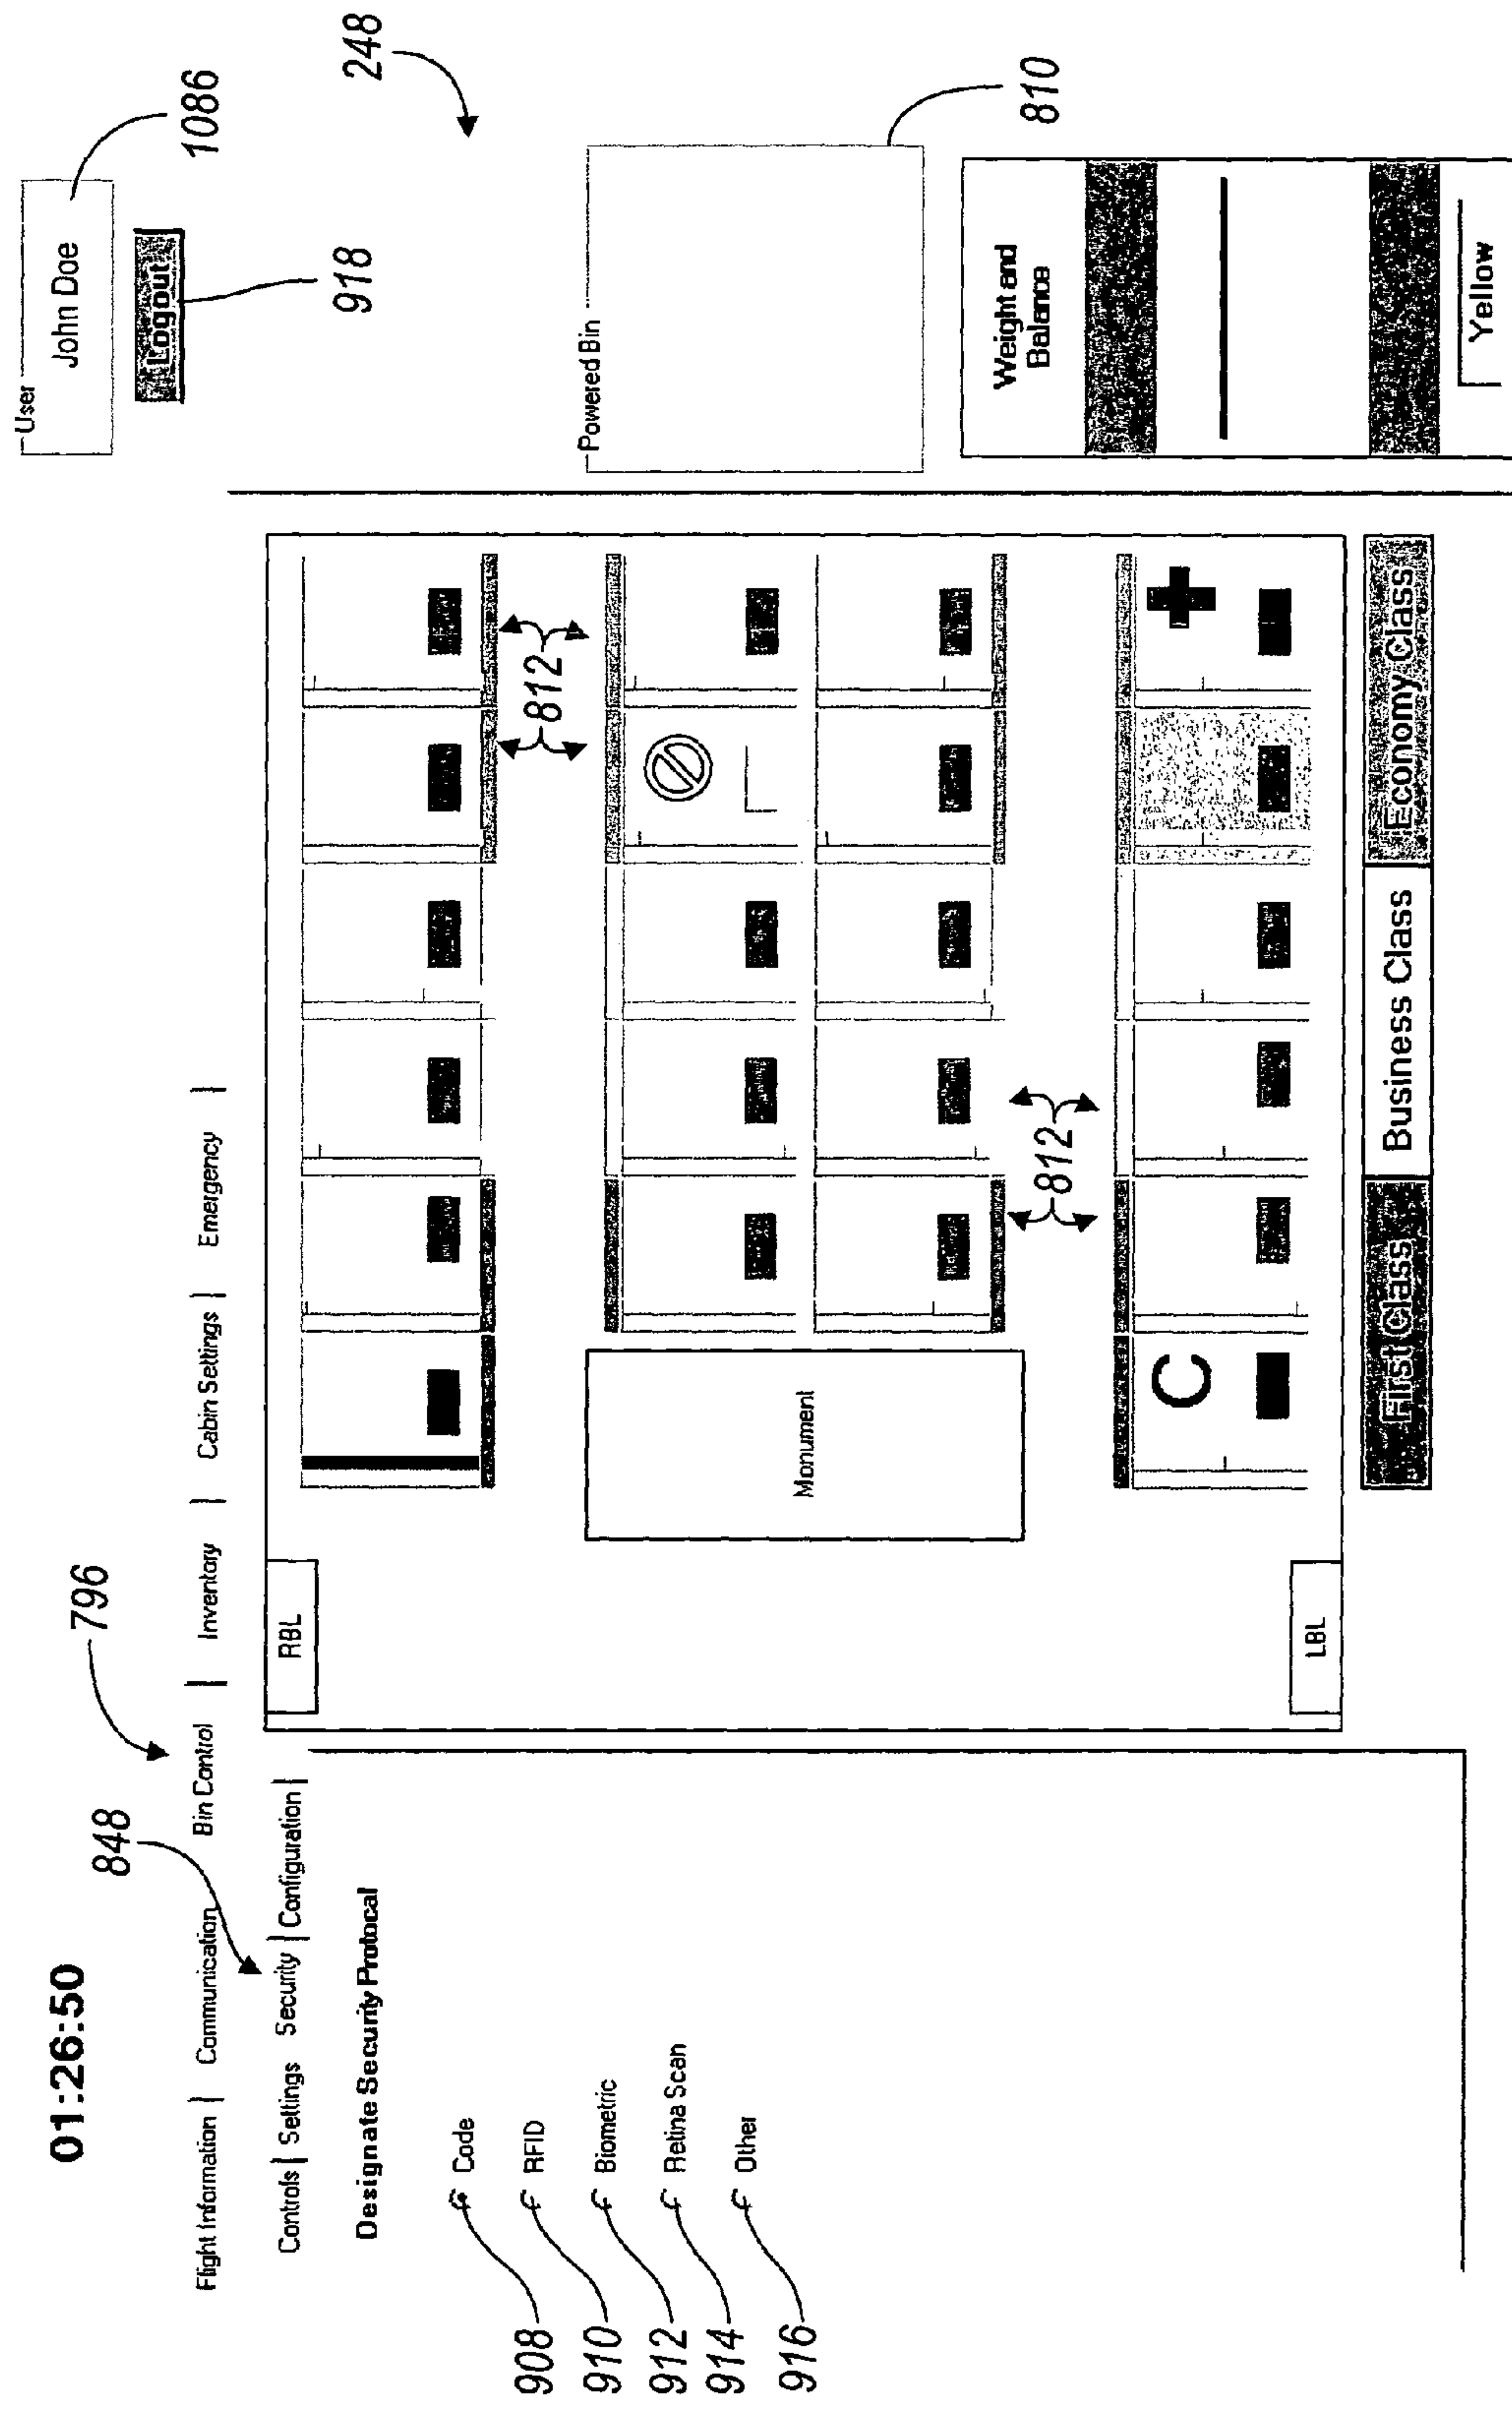 01:26:50
User
John Doe
1086
Logout
918
248
796
848
Flight Information | Communication Bin Control | Inventory | Cabin Settings | Emergency |
Controls | Settings Security | Configuration |
Designate Security Protocal
908 Code
910 RFID
912 Biometric
914 Retina Scan
916 Other
RBL
812
Monument
812
C
LBL
First Class Business Class Economy Class
Powered Bin
810
Weight and
Balance
Yellow